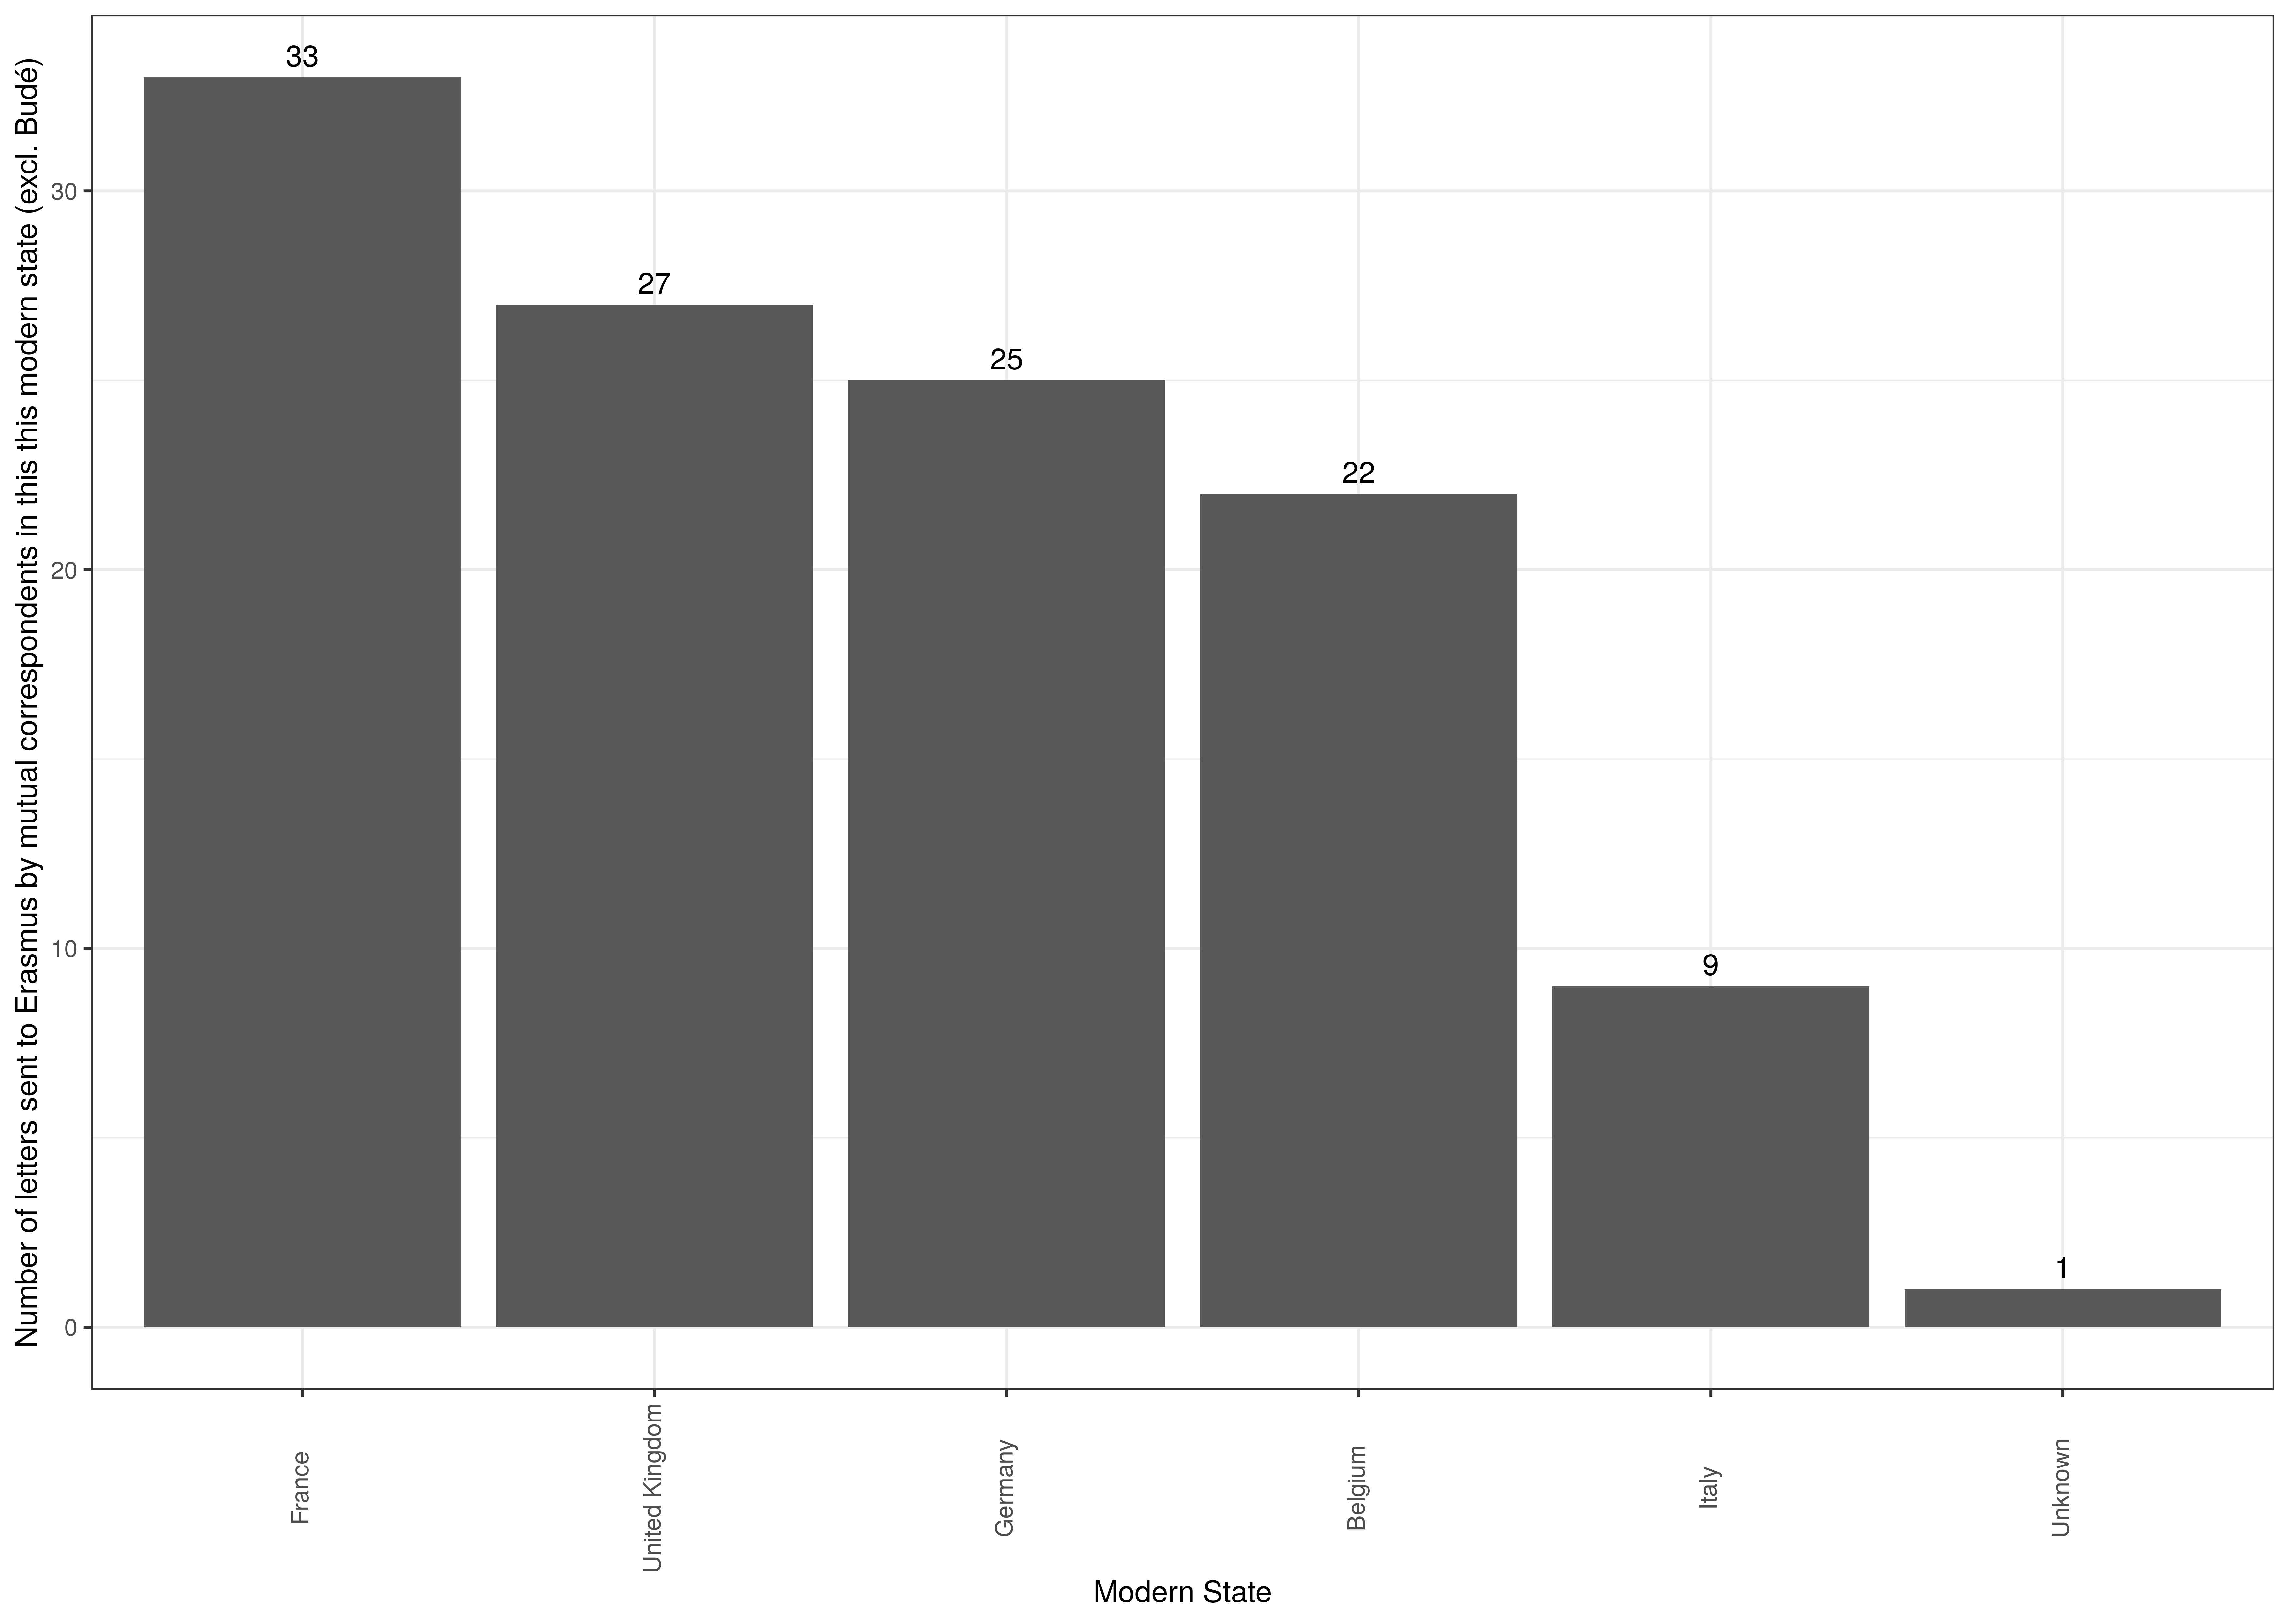 Number of letters sent to Erasmus by mutual correspondents in this this modern state (excl. Budé)
30
20
10
0
33
27
25
22
9
1
France
United Kingdom
Germany
Belgium
Italy
Unknown
Modern State